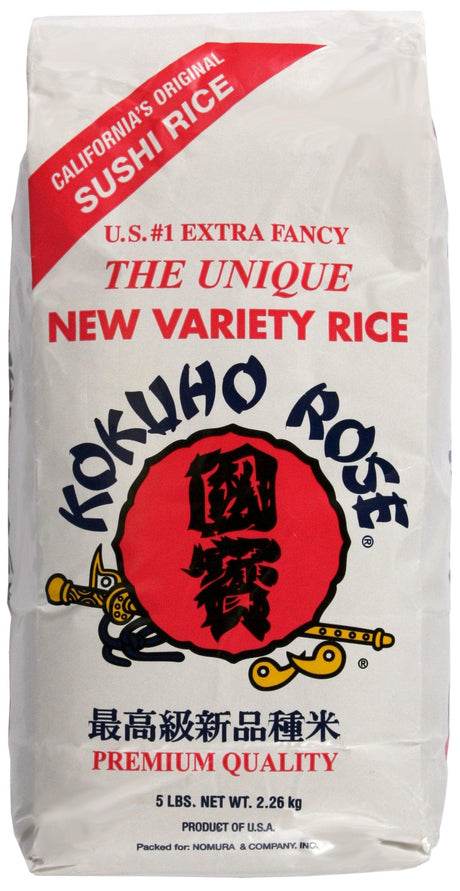 CALIFORNIA'S ORIGINAL
SUSHI RICE
U.S. #1 EXTRA FANCY
THE UNIQUE
NEW VARIETY RICE
KOKUHO ROSE®
國寳
®
最高級新品種米
PREMIUM QUALITY
5 LBS. NET WT. 2.26 kg
PRODUCT OF U.S.A.
Packed for: NOMURA & COMPANY, INC.